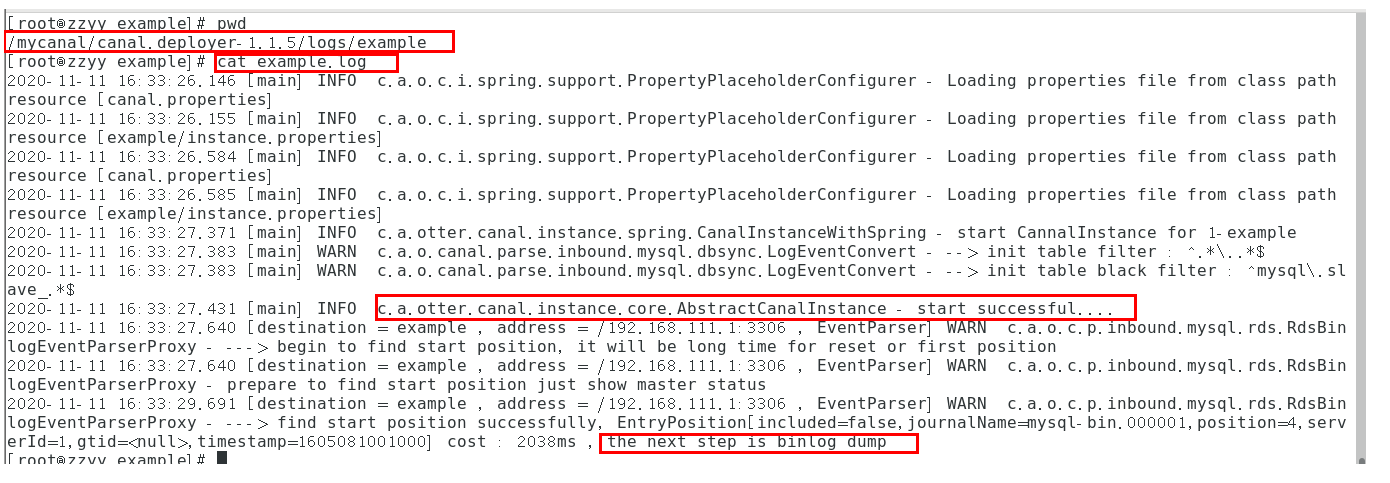 [root@zzyy example]# pwd
/mycanal/canal.deployer-1.1.5/logs/example
[root@zzyy example]# cat example.log
2020-11-11 16:33:26.146 [main] INFO  c.a.o.c.i.spring.support.PropertyPlaceholderConfigurer - Loading properties file from class path
resource [canal.properties]
2020-11-11 16:33:26.155 [main] INFO  c.a.o.c.i.spring.support.PropertyPlaceholderConfigurer - Loading properties file from class path
resource [example/instance.properties]
2020-11-11 16:33:26.584 [main] INFO  c.a.o.c.i.spring.support.PropertyPlaceholderConfigurer - Loading properties file from class path
resource [canal.properties]
2020-11-11 16:33:26.585 [main] INFO  c.a.o.c.i.spring.support.PropertyPlaceholderConfigurer - Loading properties file from class path
resource [example/instance.properties]
2020-11-11 16:33:27.371 [main] INFO  c.a.otter.canal.instance.spring.CanalInstanceWithSpring - start CannalInstance for 1-example
2020-11-11 16:33:27.383 [main] WARN  c.a.o.canal.parse.inbound.mysql.dbsync.LogEventConvert - --> init table filter : ^.*\..*$
2020-11-11 16:33:27.383 [main] WARN  c.a.o.canal.parse.inbound.mysql.dbsync.LogEventConvert - --> init table black filter : ^mysql\.sl
ave_.*$
2020-11-11 16:33:27.431 [main] INFO  c.a.otter.canal.instance.core.AbstractCanalInstance - start successful....
2020-11-11 16:33:27.640 [destination = example , address = /192.168.111.1:3306 , EventParser] WARN  c.a.o.c.p.inbound.mysql.rds.RdsBin
logEventParserProxy - ---> begin to find start position, it will be long time for reset or first position
2020-11-11 16:33:27.640 [destination = example , address = /192.168.111.1:3306 , EventParser] WARN  c.a.o.c.p.inbound.mysql.rds.RdsBin
logEventParserProxy - prepare to find start position just show master status
2020-11-11 16:33:29.691 [destination = example , address = /192.168.111.1:3306 , EventParser] WARN  c.a.o.c.p.inbound.mysql.rds.RdsBin
logEventParserProxy - ---> find start position successfully, EntryPosition[included=false,journalName=mysql-bin.000001,position=4,serv
erId=1,gtid=<null>,timestamp=1605081001000] cost : 2038ms , the next step is binlog dump
[root@zzyy example]#